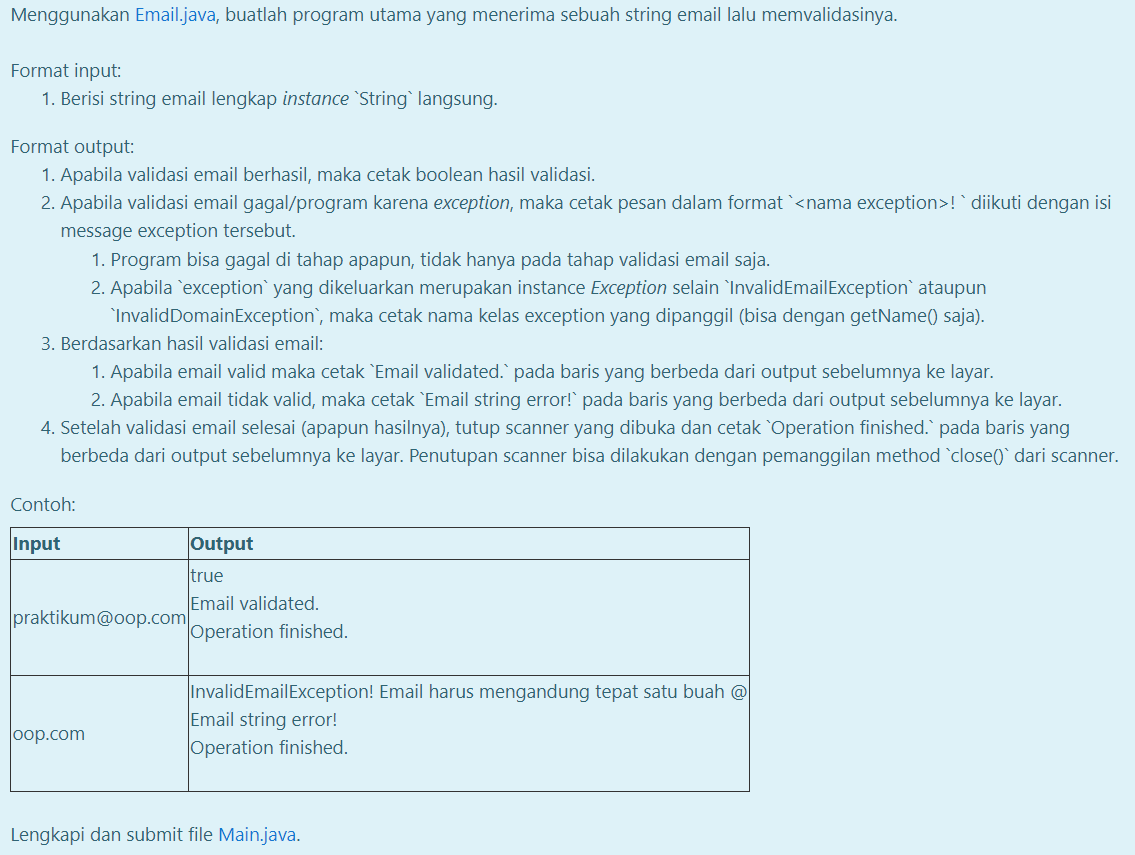 Menggunakan Email.java, buatlah program utama yang menerima sebuah string email lalu memvalidasinya.
Format input:
1. Berisi string email lengkap instance `String` langsung.
Format output:
1. Apabila validasi email berhasil, maka cetak boolean hasil validasi.
2. Apabila validasi email gagal/program karena exception, maka cetak pesan dalam format `<nama exception>! ` diikuti dengan isi
message exception tersebut.
1. Program bisa gagal di tahap apapun, tidak hanya pada tahap validasi email saja.
2. Apabila `exception` yang dikeluarkan merupakan instance Exception selain `InvalidEmailException` ataupun
`InvalidDomainException`, maka cetak nama kelas exception yang dipanggil (bisa dengan getName() saja).
3. Berdasarkan hasil validasi email:
1. Apabila email valid maka cetak `Email validated.` pada baris yang berbeda dari output sebelumnya ke layar.
2. Apabila email tidak valid, maka cetak `Email string error!` pada baris yang berbeda dari output sebelumnya ke layar.
4. Setelah validasi email selesai (apapun hasilnya), tutup scanner yang dibuka dan cetak `Operation finished.` pada baris yang
berbeda dari output sebelumnya ke layar. Penutupan scanner bisa dilakukan dengan pemanggilan method `close()` dari scanner.
Contoh:
Input Output
praktikum@oop.com
true
Email validated.
Operation finished.
oop.com
InvalidEmailException! Email harus mengandung tepat satu buah @
Email string error!
Operation finished.
Lengkapi dan submit file Main.java.